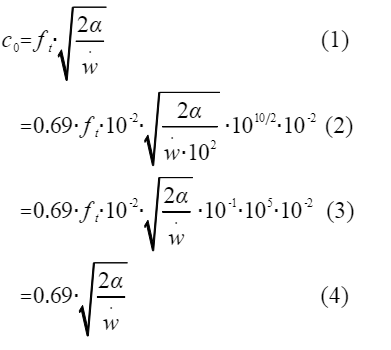 c₀=fₜ·√(2α/ẇ) (1)
=0.69·fₜ·10⁻²·√(2α/(ẇ·10²))·10^{10/2}·10⁻² (2)
=0.69·fₜ·10⁻²·√(2α/ẇ)·10⁻¹·10⁵·10⁻² (3)
=0.69·√(2α/ẇ) (4)